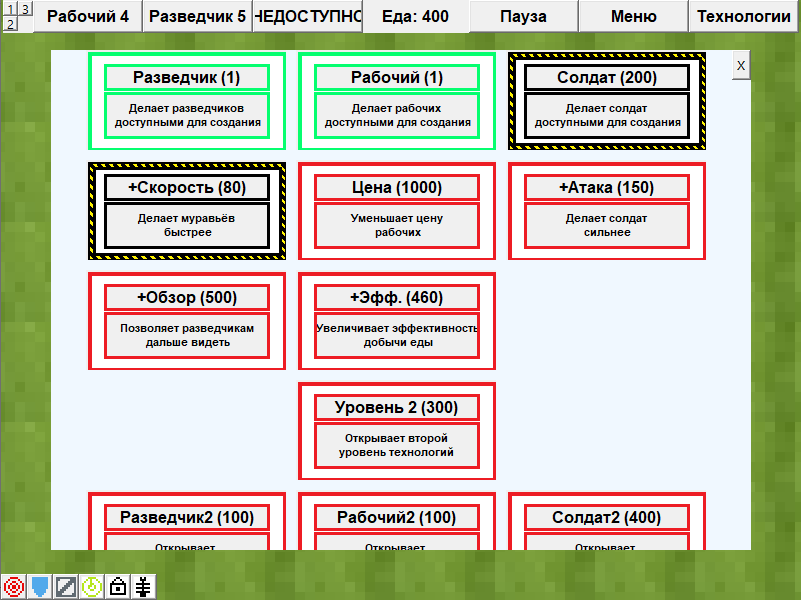 1 3
2
Рабочий 4
Разведчик 5
НЕДОСТУПНО
Еда: 400
Пауза
Меню
Технологии
X
Разведчик (1)
Делает разведчиков
доступными для создания
Рабочий (1)
Делает рабочих
доступными для создания
Солдат (200)
Делает солдат
доступными для создания
+Скорость (80)
Делает муравьёв
быстрее
Цена (1000)
Уменьшает цену
рабочих
+Атака (150)
Делает солдат
сильнее
+Обзор (500)
Позволяет разведчикам
дальше видеть
+Эфф. (460)
Увеличивает эффективность
добычи еды
Уровень 2 (300)
Открывает второй
уровень технологий
Разведчик2 (100)
Открывает
Рабочий2 (100)
Открывает
Солдат2 (400)
Открывает